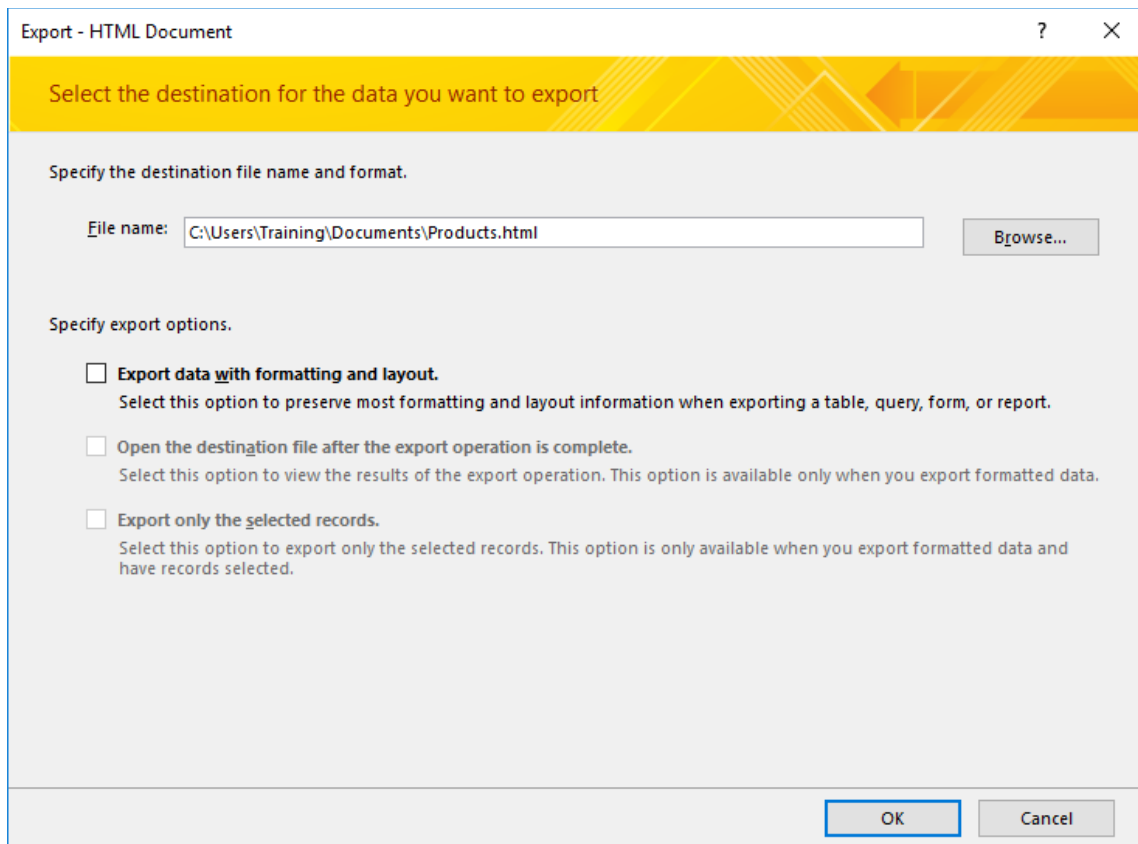 Export - HTML Document
?
Select the destination for the data you want to export
Specify the destination file name and format.
File name: C:\Users\Training\Documents\Products.html
Browse...
Specify export options.
Export data with formatting and layout.
Select this option to preserve most formatting and layout information when exporting a table, query, form, or report.
Open the destination file after the export operation is complete.
Select this option to view the results of the export operation. This option is available only when you export formatted data.
Export only the selected records.
Select this option to export only the selected records. This option is only available when you export formatted data and
have records selected.
OK
Cancel